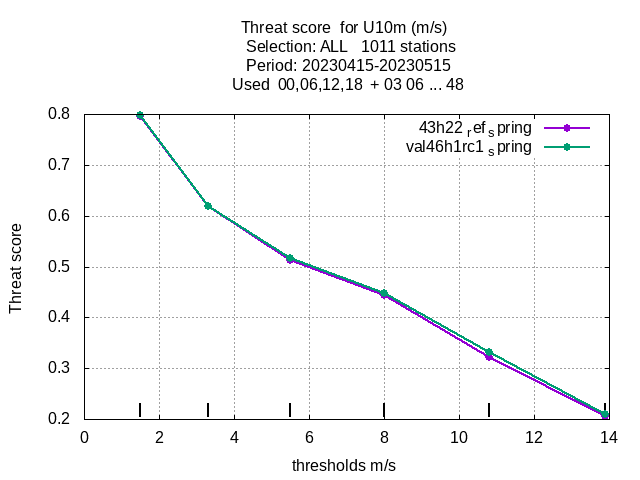 Threat score  for U10m (m/s)
Selection: ALL   1011 stations
Period: 20230415-20230515
Used  00,06,12,18  + 03 06 ... 48
43h22 ref spring
val46h1rc1 spring
0.8
0.7
0.6
0.5
0.4
0.3
0.2
Threat score
0 2 4 6 8 10 12 14
thresholds m/s